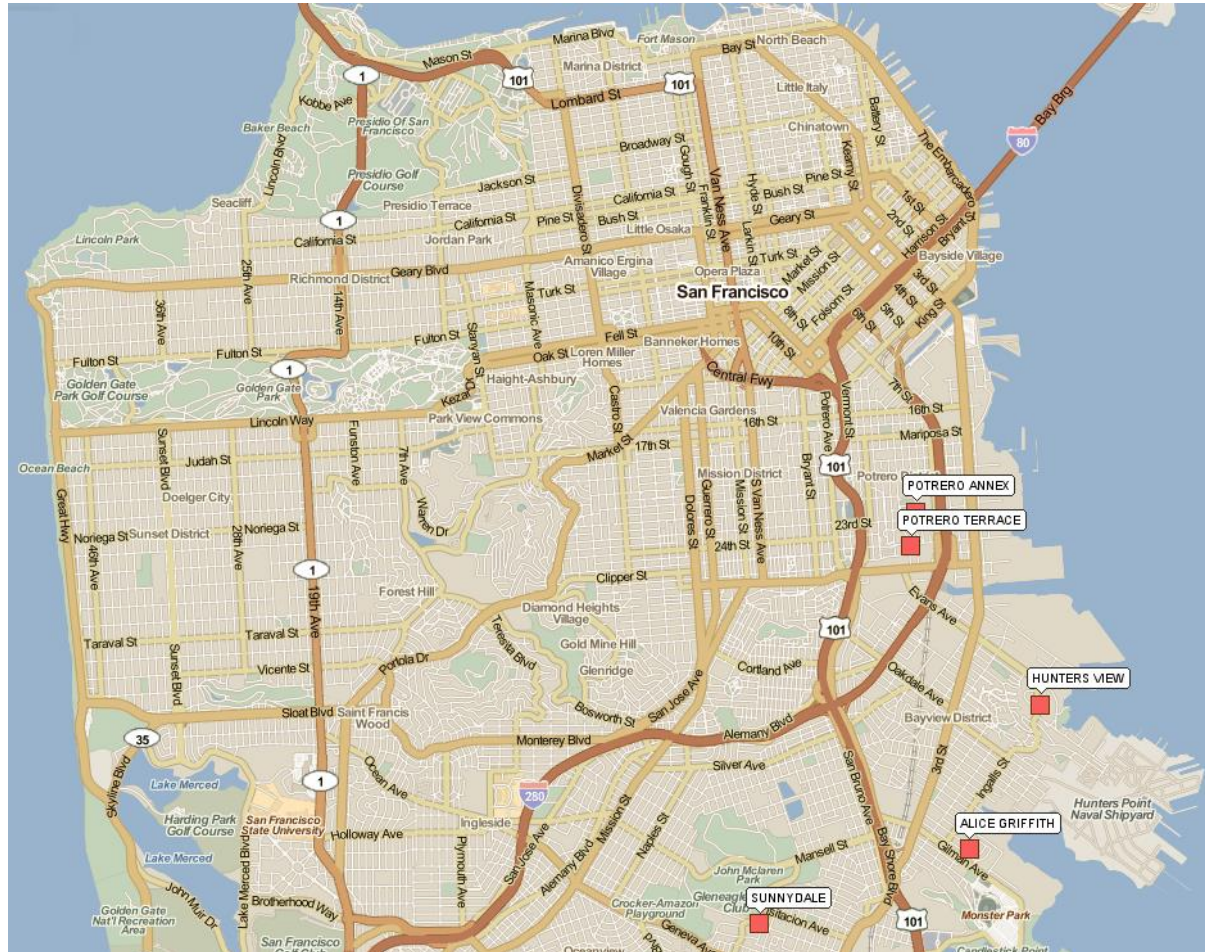 Marina Blvd
Fort Mason
North Beach
Mason St
Bay St
Marina District
1
101
101
Little Italy
Lombard St
Kobbe Ave
Battery St
Bay Brg
Presidio Of San
Francisco
Baker Beach
Chinatown
80
Lincoln Blvd
Broadway St
Kearny St
The Embarcadero
Presidio Golf
Course
Gough St
Van Ness Ave
Hyde St
Pine St
Jackson St
California St
Bush St
1st St
Seacliff
Presidio Terrace
Divisadero St
Franklin St
2nd St
California St
Pine St
Bush St
Geary St
Harrison St
Bryant St
1
Lincoln Park
California St
Jordan Park
Little Osaka
Larkin St
25th Ave
Amanico Ergina
Village
Turk St
Market St
Mission St
Bayside Village
Geary Blvd
Opera Plaza
Richmond District
3rd St
San Francisco
Turk St
Masonic Ave
4th St
36th Ave
14th Ave
8th St
Folsom St
5th St
King St
6th St
Fulton St
Stanyan St
Fell St
Banneker Homes
10th St
Fulton St
Fulton St
Oak St
Loren Miller
Homes
1
Central Fwy
Golden Gate
Park Golf Course
Golden Gate
Park
Haight-Ashbury
Kezar Dr
7th St
Vermont St
Castro St
Valencia Gardens
16th St
Lincoln Way
Park View Commons
16th St
Potrero Ave
Mariposa St
Funston Ave
7th Ave
Market St
17th St
Sunset Blvd
Judah St
Ocean Beach
Mission District
Bryant St
101
POTRERO ANNEX
Doelger City
Great Hwy
Warren Dr
Dolores St
Guerrero St
Mission St
S Van Ness Ave
23rd St
POTRERO TERRACE
Noriega St
Sunset District
28th Ave
46th Ave
24th St
1
Clipper St
19th Ave
Forest Hill
Evans Ave
Diamond Heights
Village
101
Taraval St
Taraval St
Teresita Blvd
Gold Mine Hill
Sunset Blvd
Vicente St
Portola Dr
Glenridge
Cortland Ave
Oakdale Ave
HUNTERS VIEW
San Jose Ave
Sloat Blvd
Saint Francis
Wood
Bosworth St
Bayview District
35
Monterey Blvd
Alemany Blvd
Skyline Blvd
Ocean Ave
Silver Ave
3rd St
San Bruno Ave
Ingalls St
1
Lake Merced
280
Harding Park
Golf Course
San Francisco
State University
Mission St
Hunters Point
Naval Shipyard
Ingleside
Holloway Ave
Naples St
ALICE GRIFFITH
Lake Merced
Plymouth Ave
San Jose Ave
Alemany Blvd
Mansell St
Bay Shore Blvd
Gilman Ave
Lake Merced Blvd
John Mclaren
Park
John Muir Dr
Brotherhood Way
Crocker-Amazon
Playground
SUNNYDALE
Golden Gate
Nat'l Recreation
Area
Geneva Ave
101
Monster Park
San Francisco
Golf Club
Oceanview
Candlestick Point